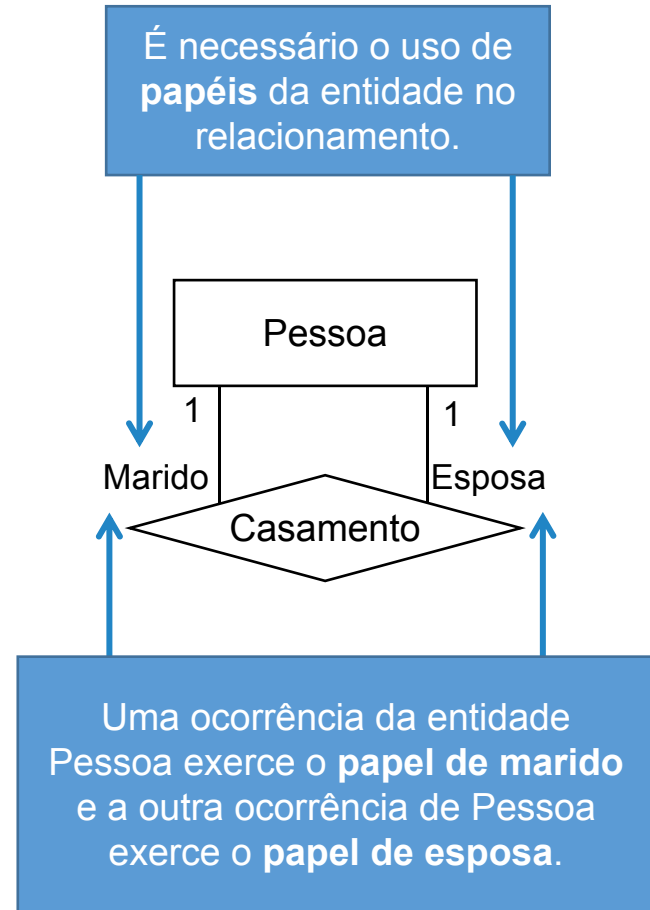 É necessário o uso de
papéis da entidade no
relacionamento.
Pessoa
1 1
Marido Esposa
Casamento
Uma ocorrência da entidade
Pessoa exerce o papel de marido
e a outra ocorrência de Pessoa
exerce o papel de esposa.